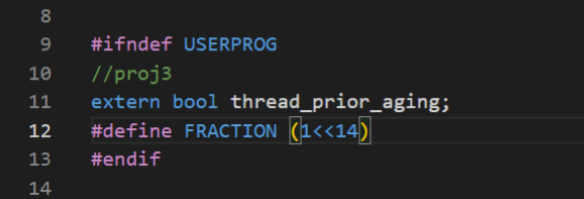 8
9 #ifndef USERPROG
10 //proj3
11 extern bool thread_prior_aging;
12 #define FRACTION (1<<14)
13 #endif
14